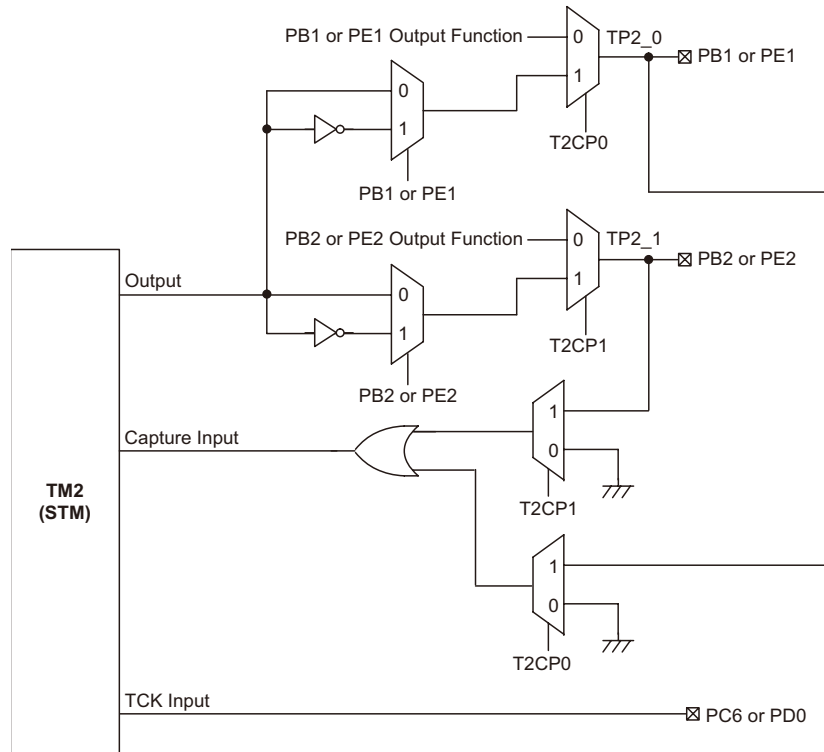 PB1 or PE1 Output Function
0
TP2_0
PB1 or PE1
1
0
1
T2CP0
PB1 or PE1
PB2 or PE2 Output Function
0
TP2_1
PB2 or PE2
1
Output
0
1
T2CP1
PB2 or PE2
1
Capture Input
0
T2CP1
TM2
(STM)
1
0
T2CP0
TCK Input
PC6 or PD0